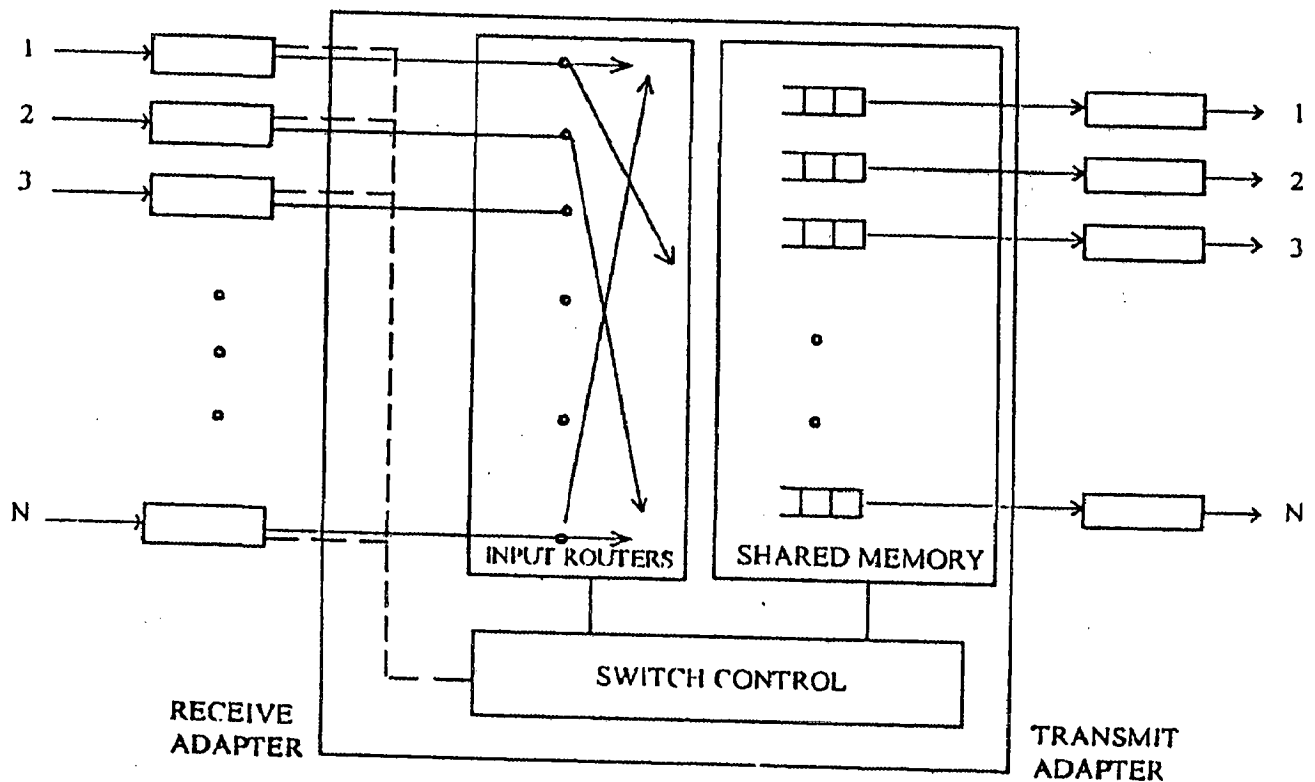 1
2
3
N
INPUT ROUTERS
SHARED MEMORY
SWITCH CONTROL
RECEIVE
ADAPTER
TRANSMIT
ADAPTER
1
2
3
N